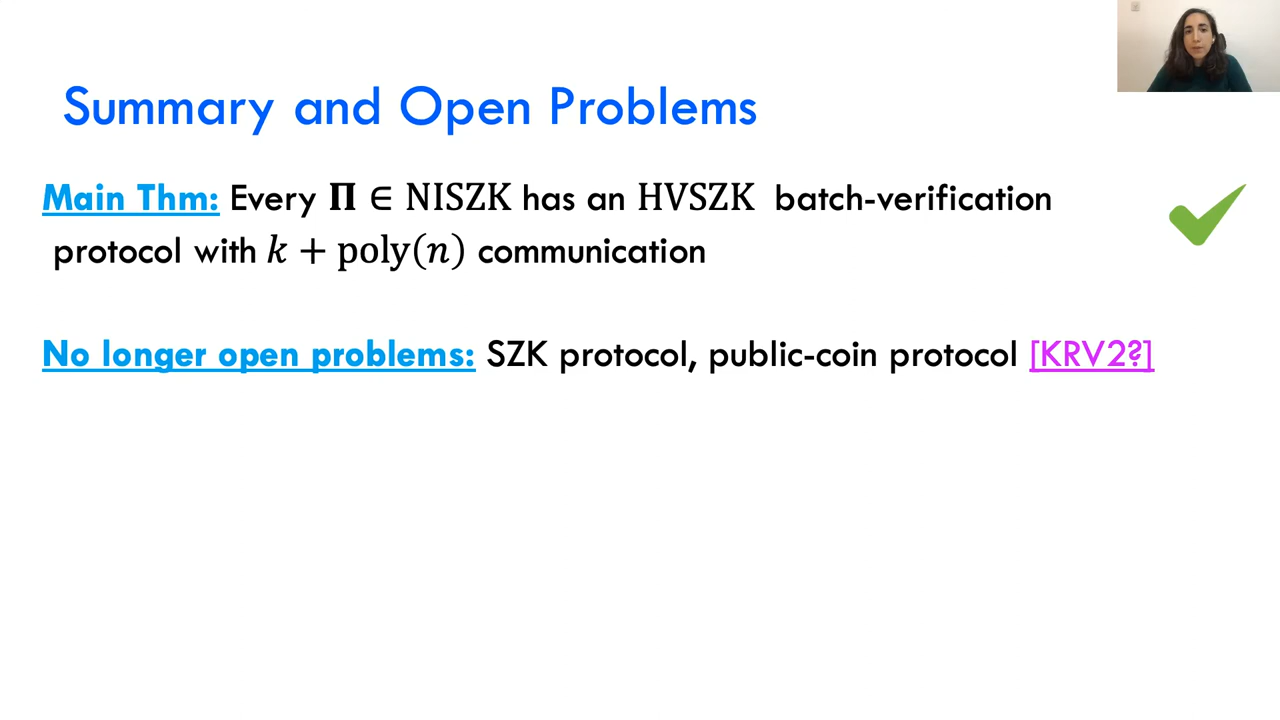 Summary and Open Problems
Main Thm: Every Π ∈ NISZK has an HVSZK batch-verification
protocol with k + poly(n) communication
No longer open problems: SZK protocol, public-coin protocol [KRV2?]